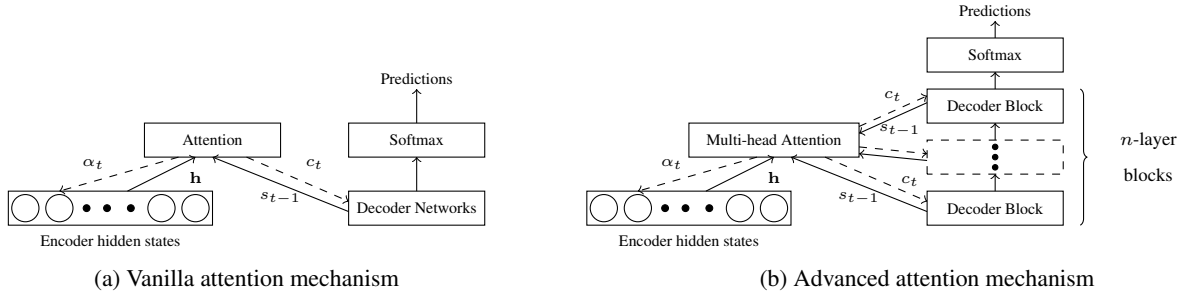 Predictions
Softmax
Attention
α_t
h
c_t
s_{t−1}
Decoder Networks
Encoder hidden states
(a) Vanilla attention mechanism
Predictions
Softmax
Decoder Block
c_t
s_{t−1}
Multi-head Attention
n-layer
blocks
α_t
h
c_t
s_{t−1}
Decoder Block
Encoder hidden states
(b) Advanced attention mechanism